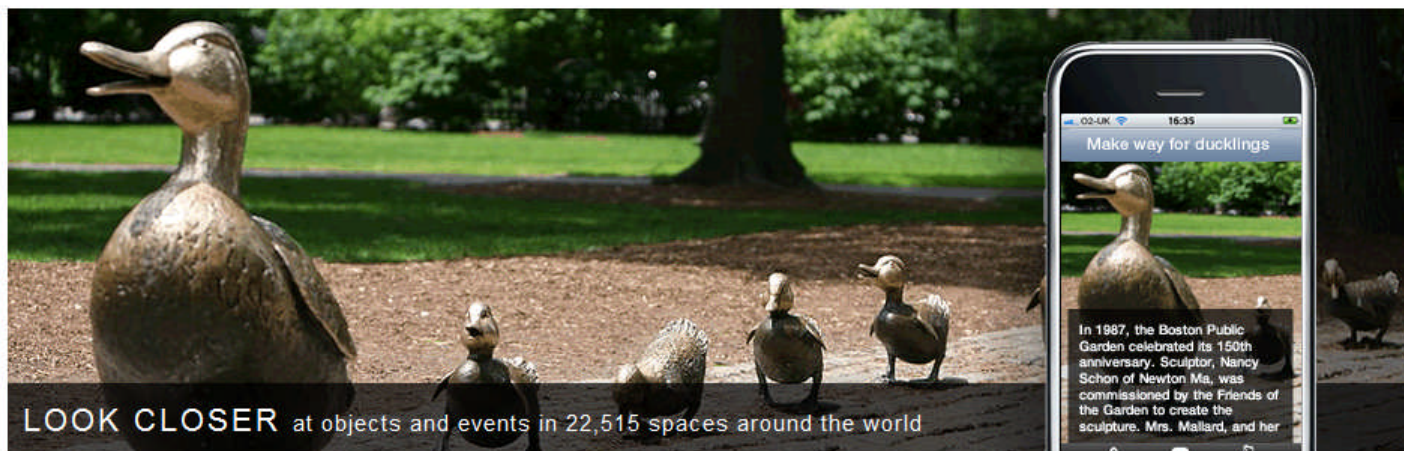 O2-UK 16:35
Make way for ducklings
In 1987, the Boston Public
Garden celebrated its 150th
anniversary. Sculptor, Nancy
Schon of Newton Ma, was
commissioned by the Friends of
the Garden to create the
sculpture. Mrs. Mallard, and her
LOOK CLOSER at objects and events in 22,515 spaces around the world